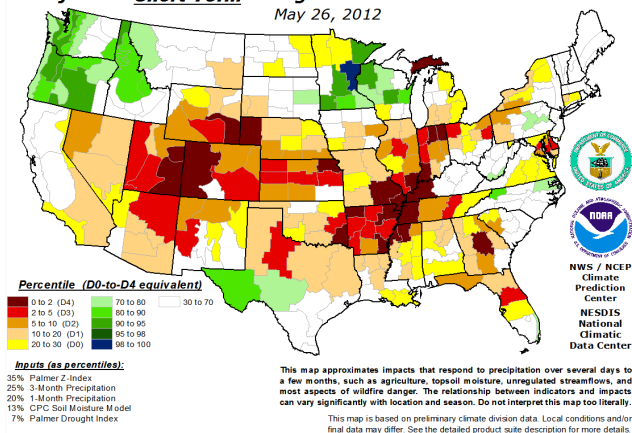 May 26, 2012
Percentile (D0-to-D4 equivalent)
0 to 2 (D4)
2 to 5 (D3)
5 to 10 (D2)
10 to 20 (D1)
20 to 30 (D0)
70 to 80
80 to 90
90 to 95
95 to 98
98 to 100
30 to 70
Inputs (as percentiles):
35% Palmer Z-Index
25% 3-Month Precipitation
20% 1-Month Precipitation
13% CPC Soil Moisture Model
7% Palmer Drought Index
NOAA
NWS / NCEP
Climate
Prediction
Center
NESDIS
National
Climatic
Data Center
This map approximates impacts that respond to precipitation over several days to
a few months, such as agriculture, topsoil moisture, unregulated streamflows, and
most aspects of wildfire danger. The relationship between indicators and impacts
can vary significantly with location and season. Do not interpret this map too literally.
This map is based on preliminary climate division data. Local conditions and/or
final data may differ. See the detailed product suite description for more details.